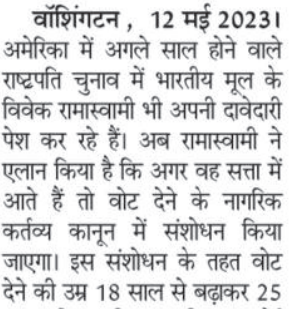 वॉशिंगटन, 12 मई 2023।
अमेरिका में अगले साल होने वाले
राष्ट्रपति चुनाव में भारतीय मूल के
विवेक रामास्वामी भी अपनी दावेदारी
पेश कर रहे हैं। अब रामास्वामी ने
एलान किया है कि अगर वह सत्ता में
आते हैं तो वोट देने के नागरिक
कर्तव्य कानून में संशोधन किया
जाएगा। इस संशोधन के तहत वोट
देने की उम्र 18 साल से बढ़ाकर 25